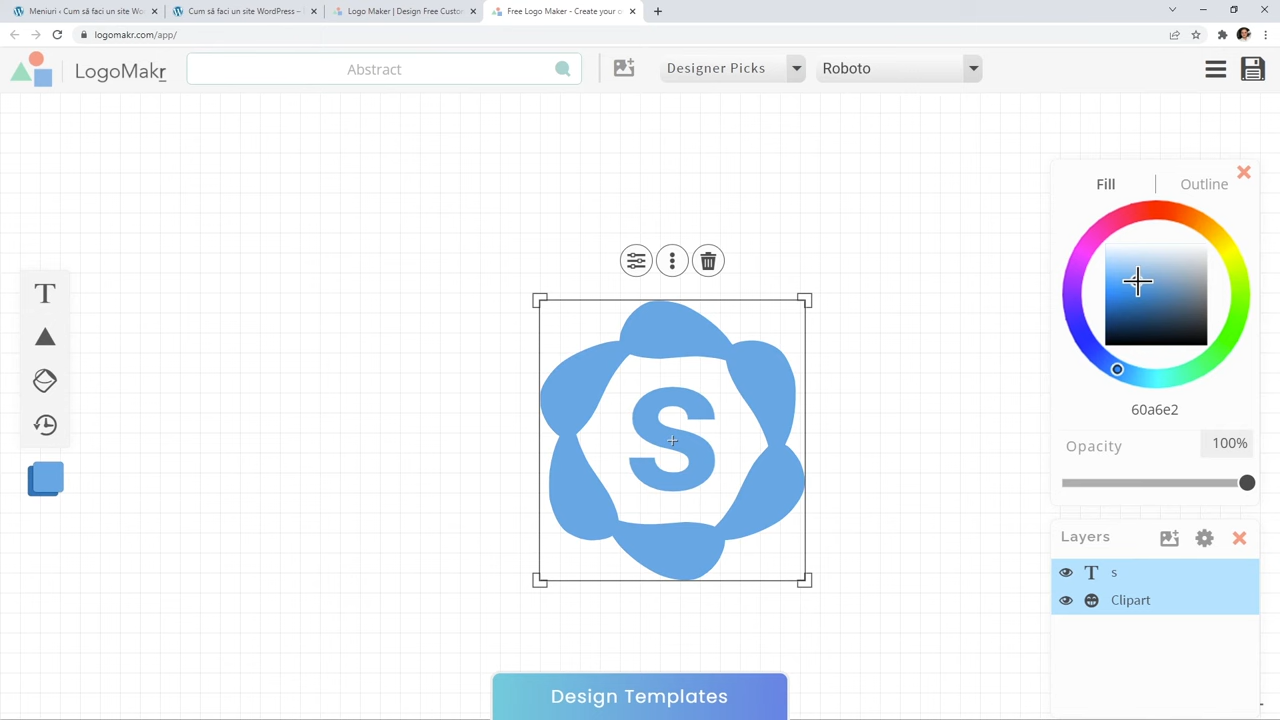 Meniuri ‹ Cum să faci un site Wo
Cum să faci un site WordPress –
Logo Maker | Design Free Custo
Free Logo Maker - Create your o
logomakr.com/app/
LogoMakr
Abstract
Designer Picks
Roboto
Fill
Outline
60a6e2
Opacity
100%
T
S
Layers
T s
Clipart
Design Templates